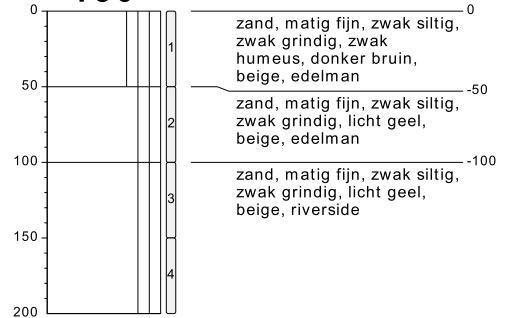 0
50
100
150
200
1
2
3
4
0
zand, matig fijn, zwak siltig,
zwak grindig, zwak
humeus, donker bruin,
beige, edelman
-50
zand, matig fijn, zwak siltig,
zwak grindig, licht geel,
beige, edelman
-100
zand, matig fijn, zwak siltig,
zwak grindig, licht geel,
beige, riverside